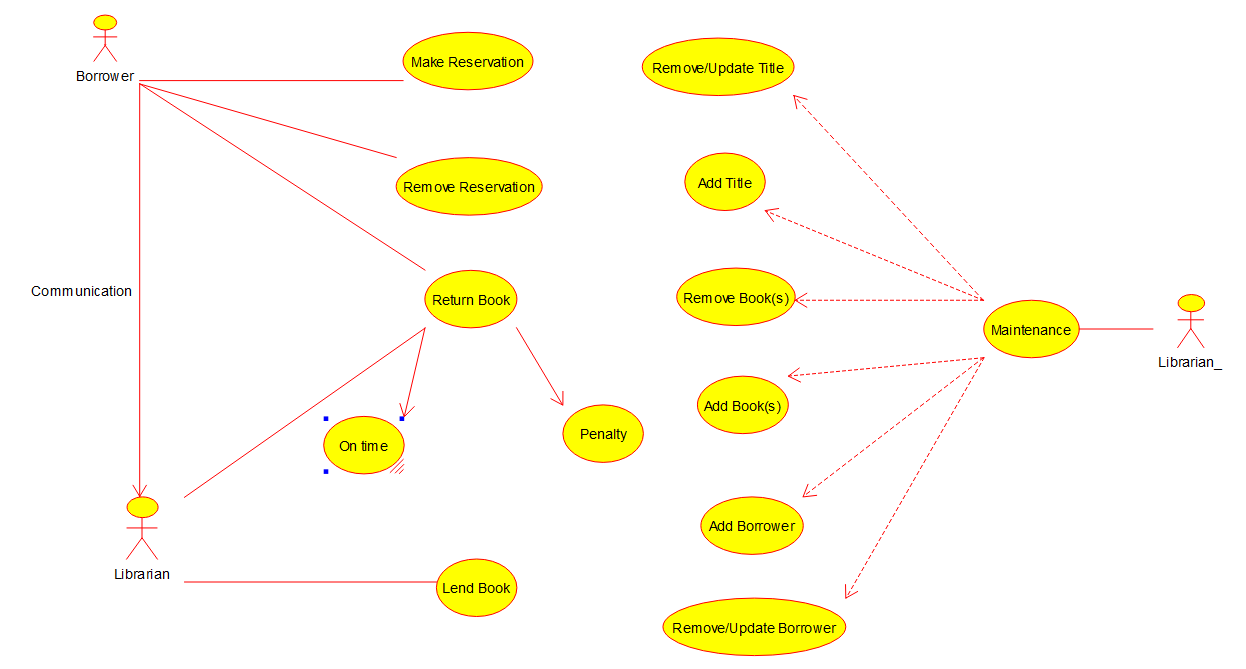 Borrower
Make Reservation
Remove/Update Title
Remove Reservation
Add Title
Communication
Return Book
Remove Book(s)
Maintenance
Librarian_
Add Book(s)
On time
Penalty
Add Borrower
Librarian
Lend Book
Remove/Update Borrower